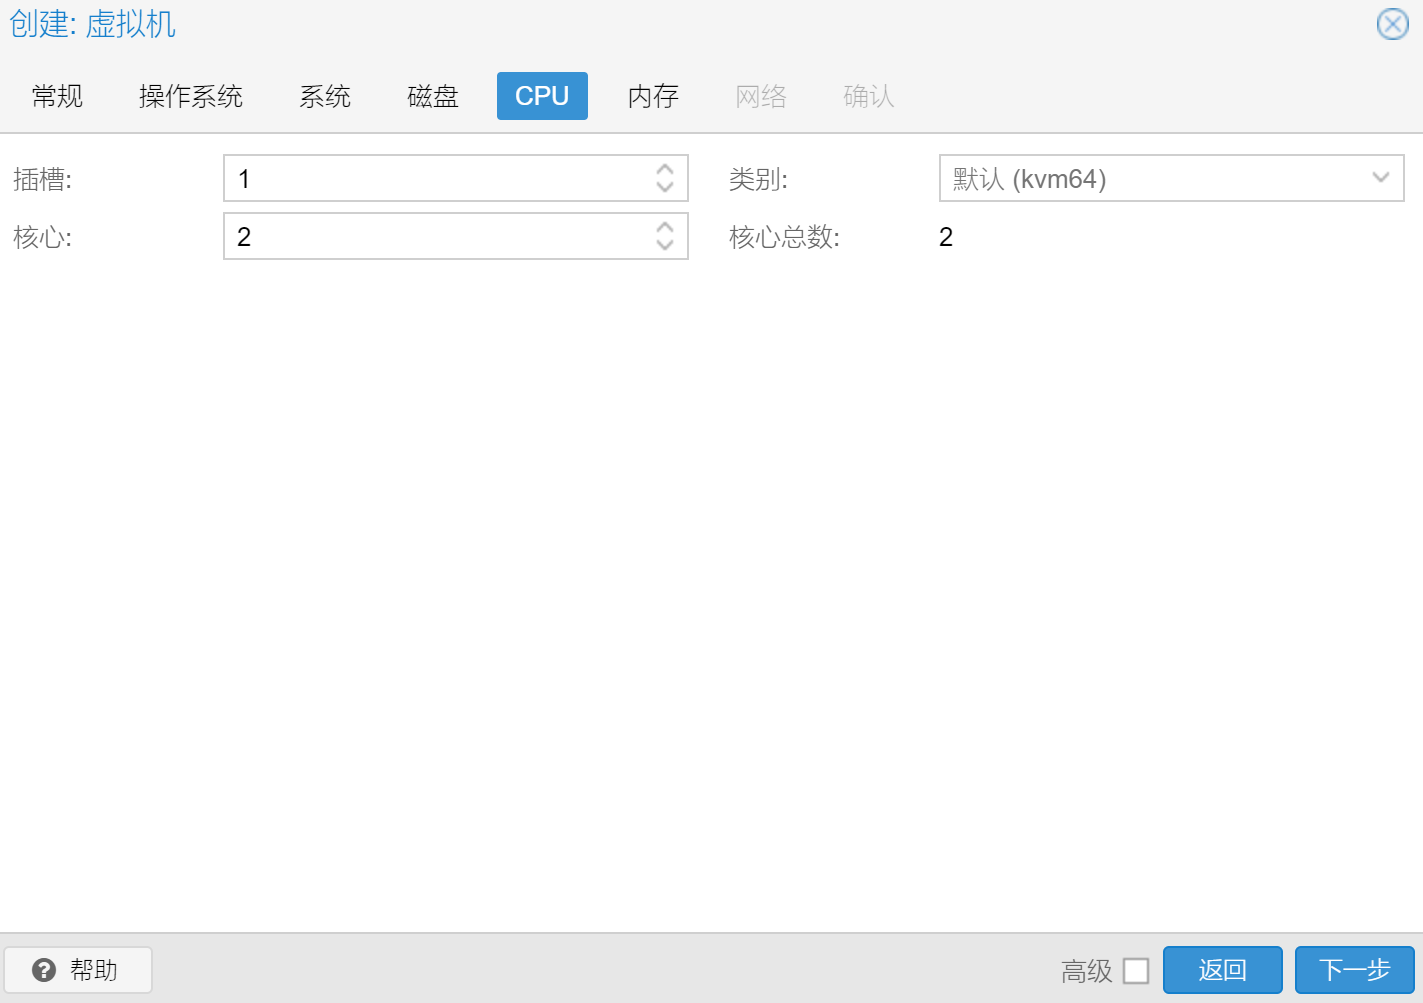 创建: 虚拟机
常规 操作系统 系统 磁盘 CPU 内存 网络 确认
插槽: 1 类别: 默认 (kvm64)
核心: 2 核心总数: 2
帮助 高级 返回 下一步